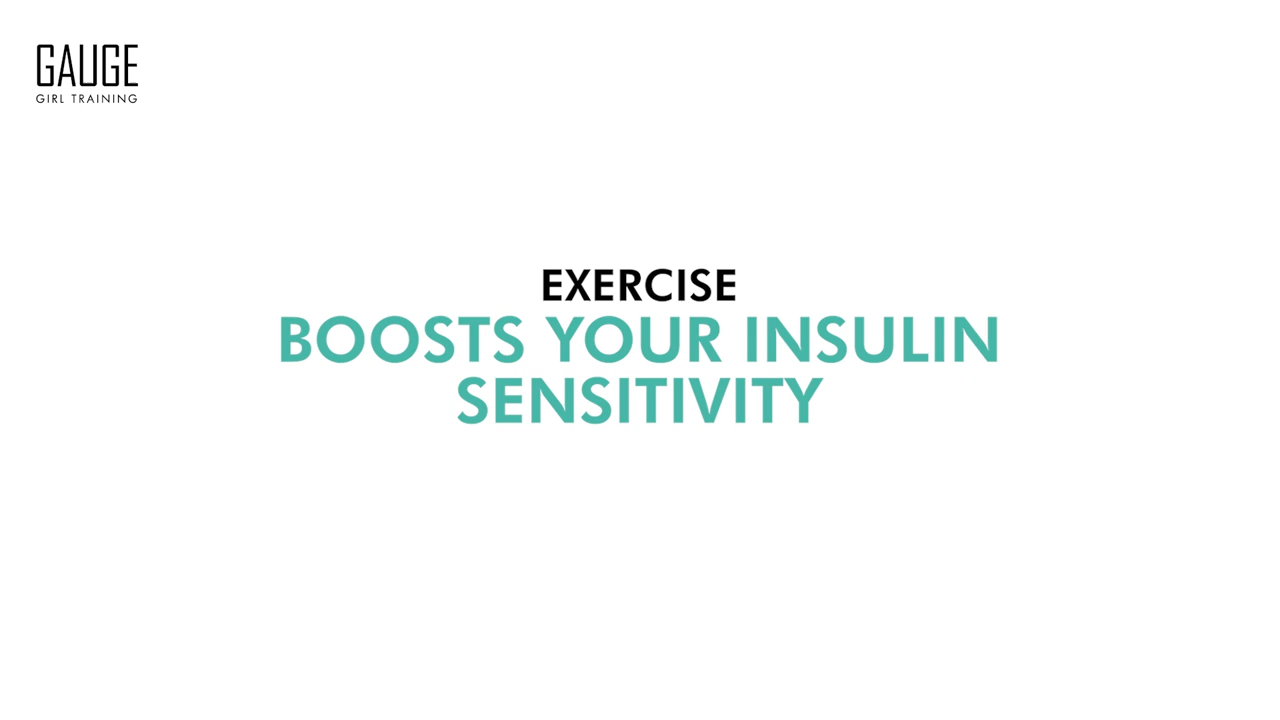 GAUGE
GIRL TRAINING
EXERCISE
BOOSTS YOUR INSULIN
SENSITIVITY